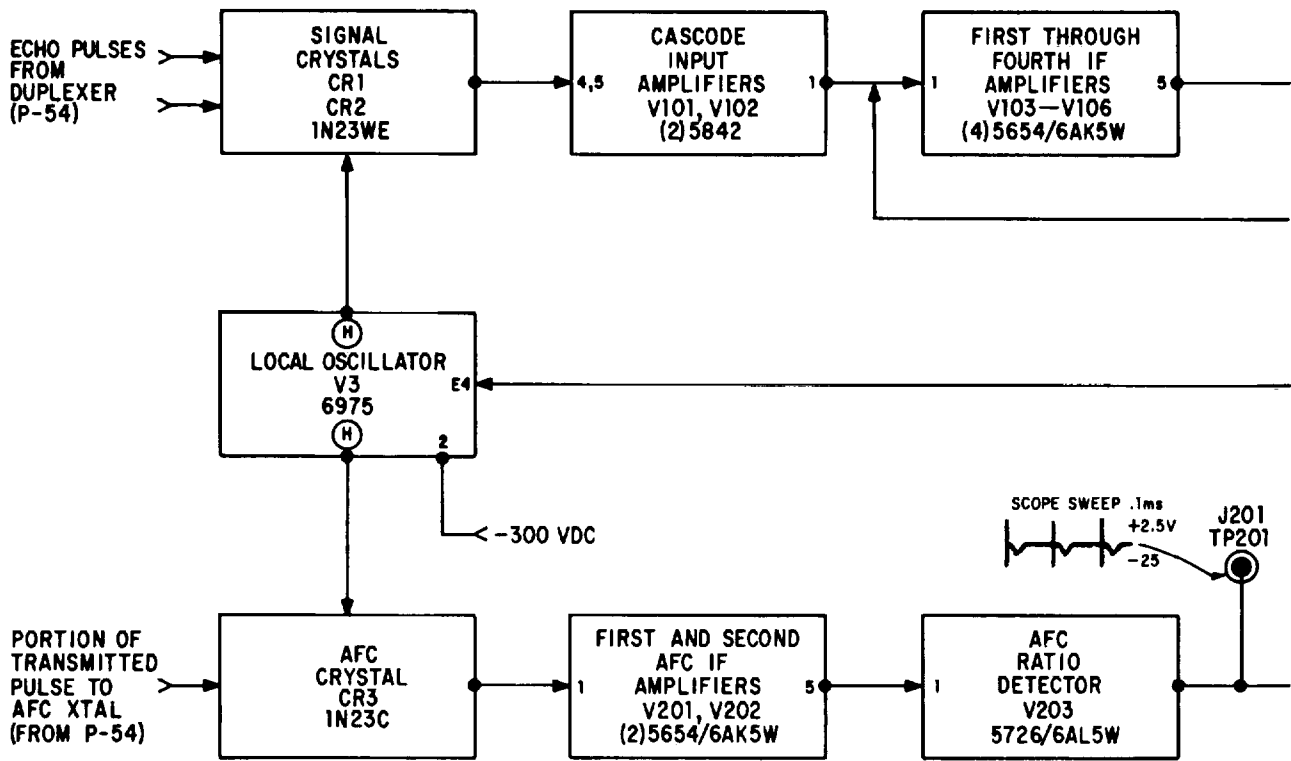 ECHO PULSES
FROM
DUPLEXER
(P-54)
SIGNAL
CRYSTALS
CR1
CR2
1N23WE
4,5
CASCODE
INPUT
AMPLIFIERS
V101, V102
(2) 5842
1
1
FIRST THROUGH
FOURTH IF
AMPLIFIERS
V103—V106
(4) 5654/6AK5W
5
H
LOCAL OSCILLATOR
V3
6975
H
E4
2
-300 VDC
SCOPE SWEEP .1ms
+2.5V
-25
J201
TP201
PORTION OF
TRANSMITTED
PULSE TO
AFC XTAL
(FROM P-54)
AFC
CRYSTAL
CR3
1N23C
1
FIRST AND SECOND
AFC IF
AMPLIFIERS
V201, V202
(2) 5654/6AK5W
5
1
AFC
RATIO
DETECTOR
V203
5726/6AL5W